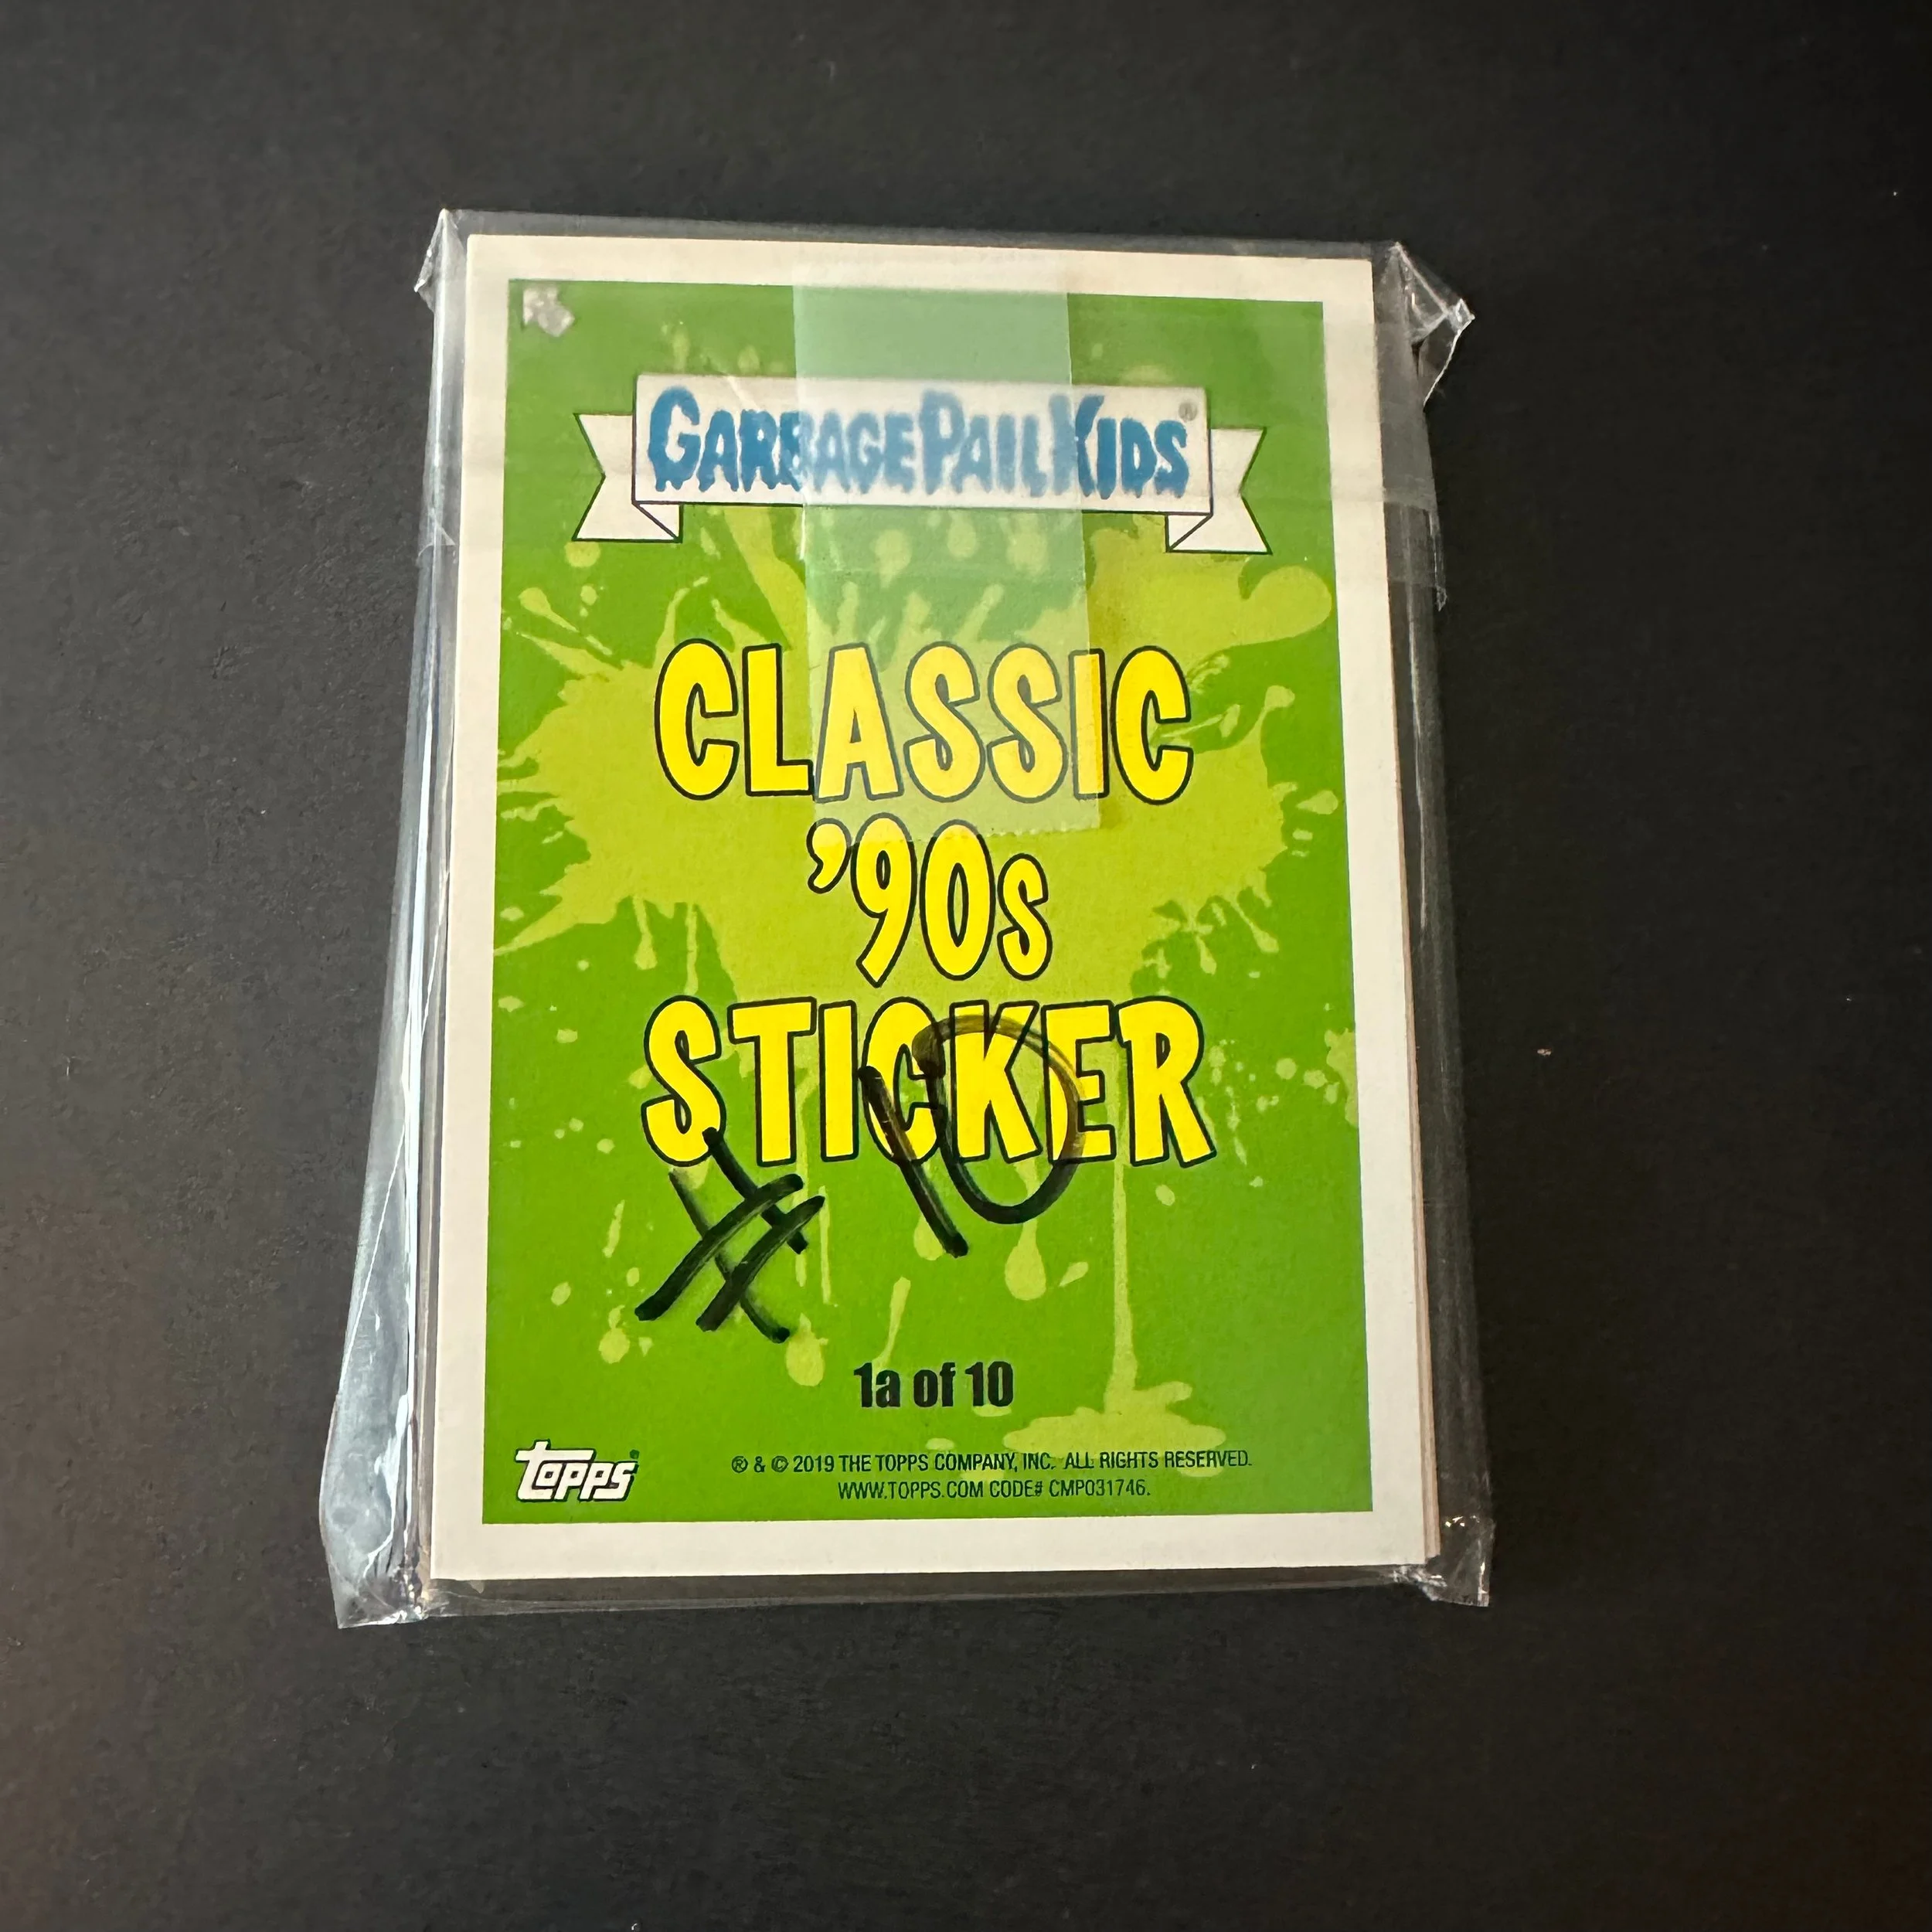 GARBAGE PAIL KIDS®
CLASSIC
'90s
STICKER
# 10
1a of 10
topps®
® & © 2019 THE TOPPS COMPANY, INC. ALL RIGHTS RESERVED.
WWW.TOPPS.COM CODE# CMP031746.